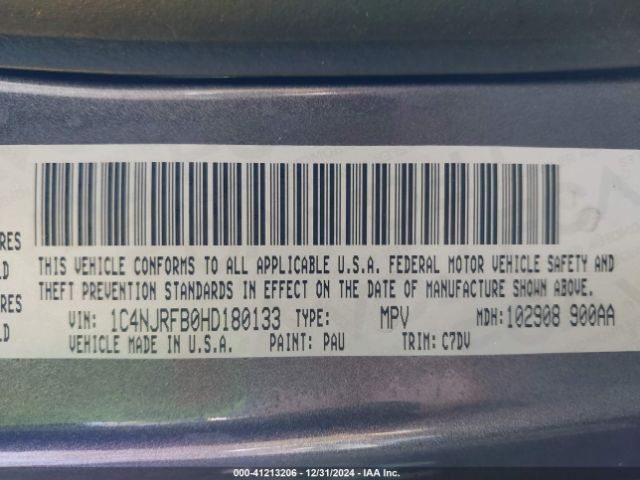 RES
LD
RES
LD
THIS VEHICLE CONFORMS TO ALL APPLICABLE U.S.A. FEDERAL MOTOR VEHICLE SAFETY AND
THEFT PREVENTION STANDARDS IN EFFECT ON THE DATE OF MANUFACTURE SHOWN ABOVE.
VIN: 1C4NJRFB0HD180133 TYPE: MPV MDH:102908 900AA
VEHICLE MADE IN U.S.A. PAINT: PAU TRIM: C7DV
000-41213206 - 12/31/2024 - IAA Inc.